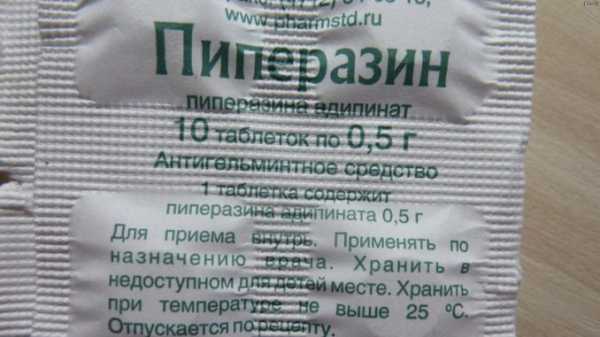 www.pharmstd.ru
Пиперазин
пиперазина адипинат
10 таблеток по 0,5 г
Антигельминтное средство
1 таблетка содержит
пиперазина адипината 0,5 г
Для приема внутрь. Применять по
назначению врача. Хранить в
недоступном для детей месте. Хранить
при температуре не выше 25 ºС.
Отпускается по рецепту.